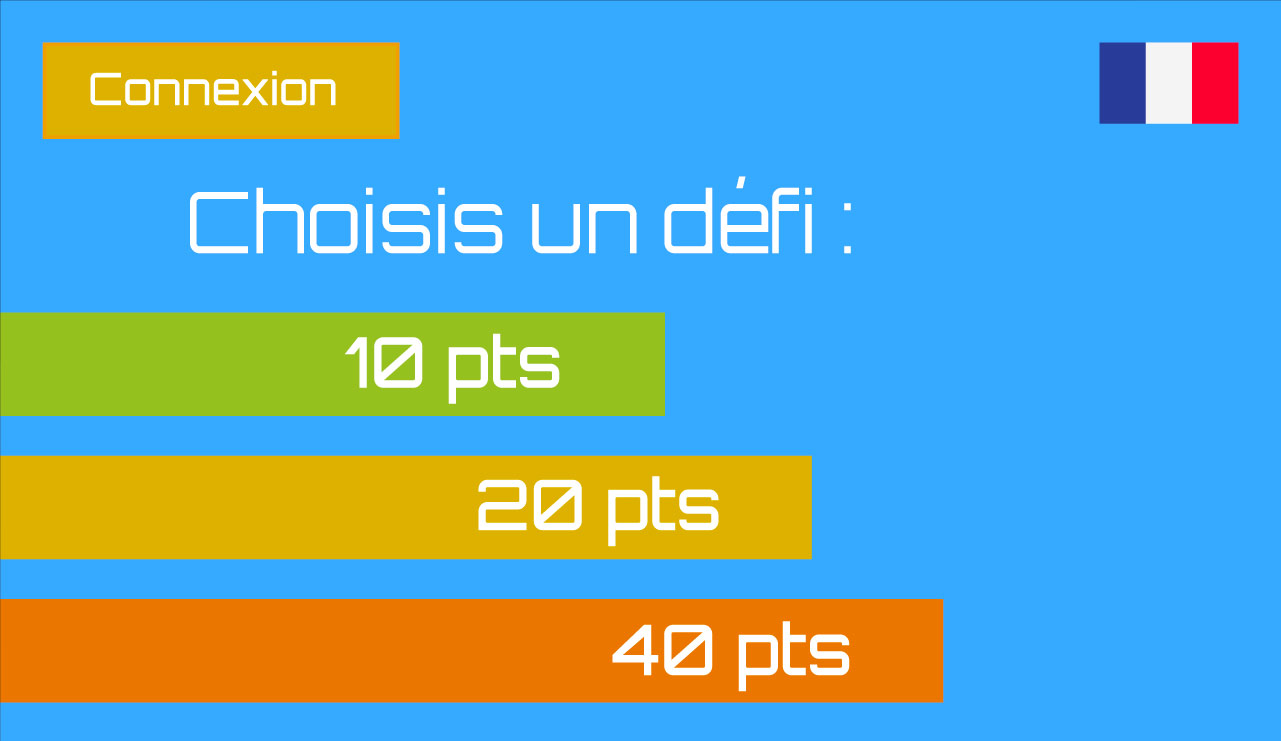 Connexion
Choisis un défi :
10 pts
20 pts
40 pts